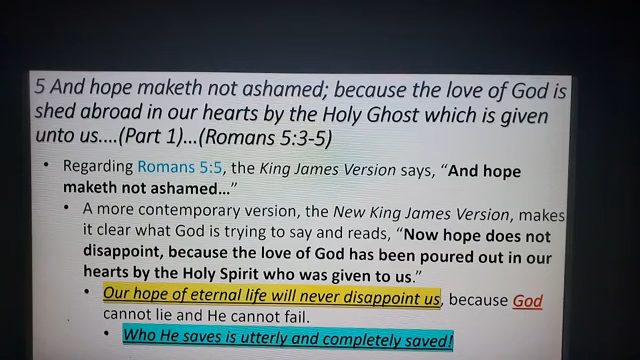 5 And hope maketh not ashamed; because the love of God is
shed abroad in our hearts by the Holy Ghost which is given
unto us....(Part 1)...(Romans 5:3-5)
• Regarding Romans 5:5, the King James Version says, “And hope
maketh not ashamed...”
• A more contemporary version, the New King James Version, makes
it clear what God is trying to say and reads, “Now hope does not
disappoint, because the love of God has been poured out in our
hearts by the Holy Spirit who was given to us.”
• Our hope of eternal life will never disappoint us, because God
cannot lie and He cannot fail.
• Who He saves is utterly and completely saved!